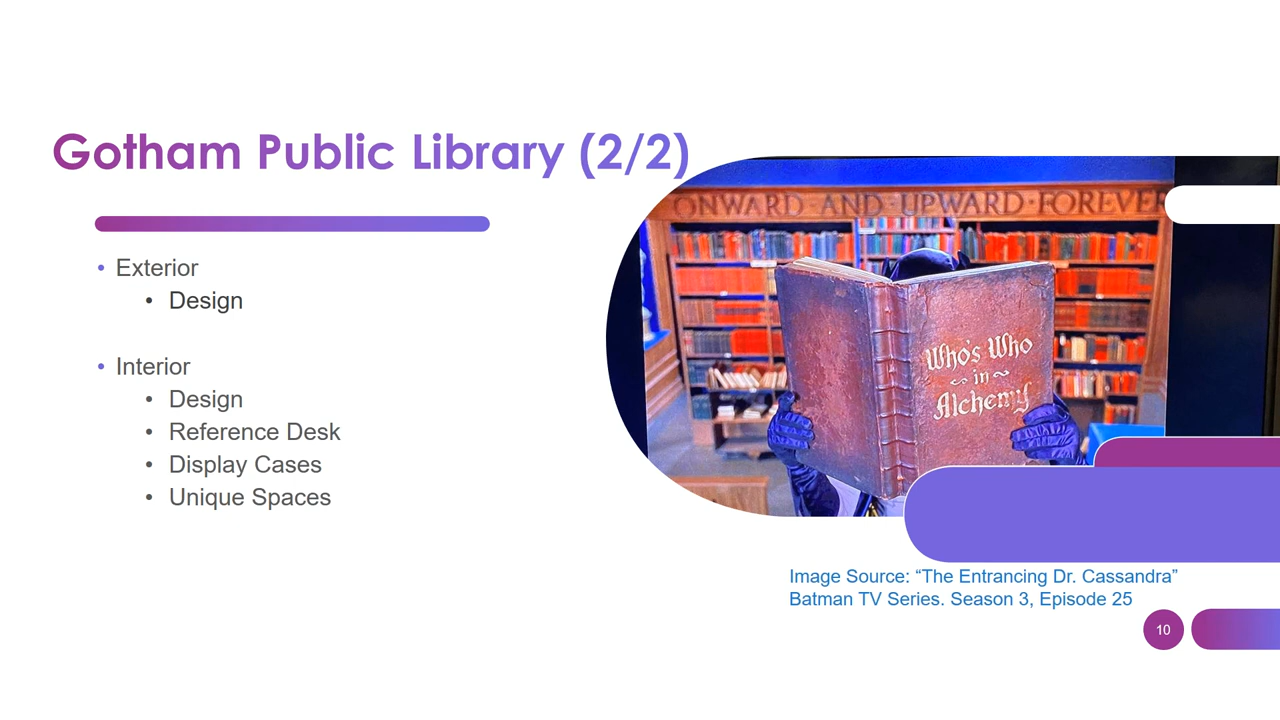 Gotham Public Library (2/2)
• Exterior
• Design
• Interior
• Design
• Reference Desk
• Display Cases
• Unique Spaces
ONWARD AND UPWARD FOREVER
Who's Who
in
Alchemy
Image Source: “The Entrancing Dr. Cassandra”
Batman TV Series. Season 3, Episode 25
10